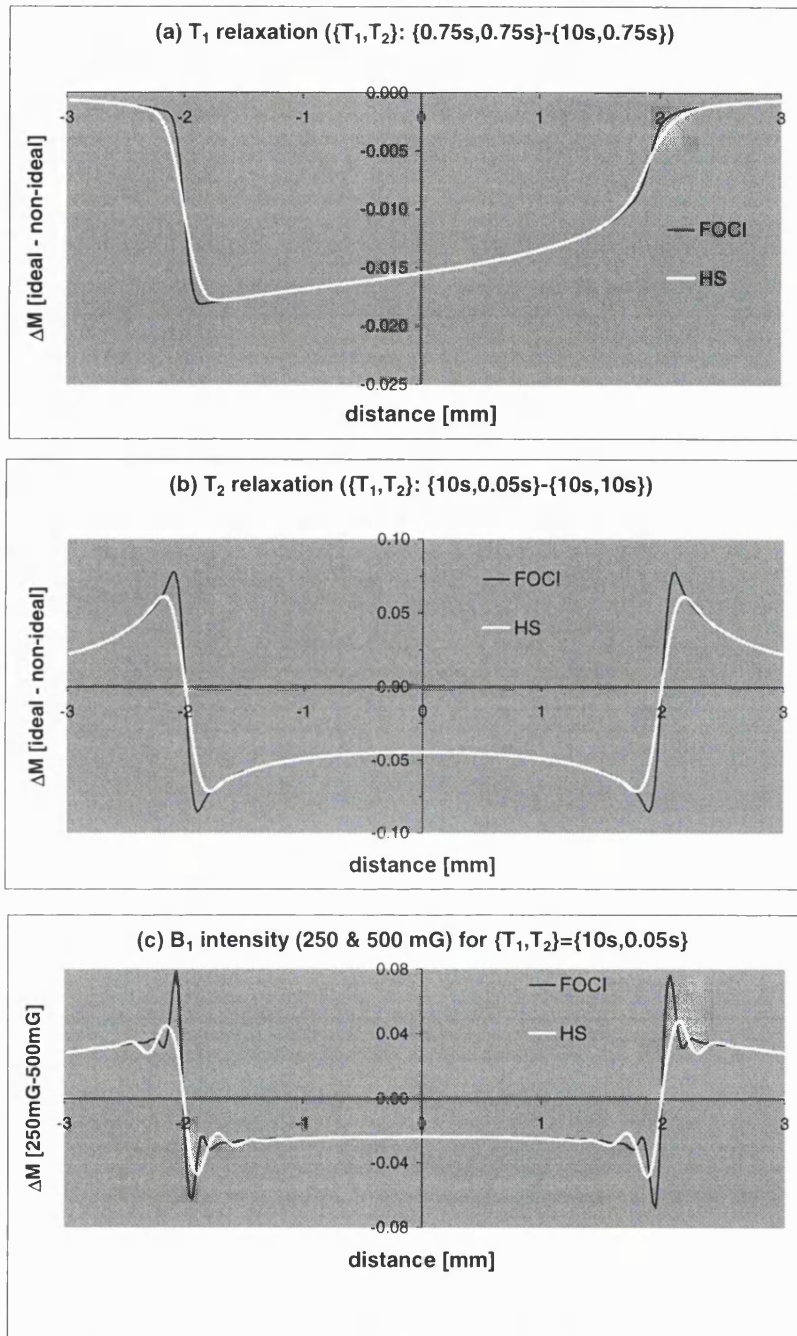 (a) T₁ relaxation ({T₁,T₂}: {0.75s,0.75s}-{10s,0.75s})
0.000
-3 -2 -1 0 1 2 3
-0.005
-0.010
-0.015
-0.020
-0.025
FOCI
HS
ΔM [ideal - non-ideal]
distance [mm]
(b) T₂ relaxation ({T₁,T₂}: {10s,0.05s}-{10s,10s})
0.10
0.05
0.00
-3 -2 -1 0 1 2 3
-0.05
-0.10
FOCI
HS
ΔM [ideal - non-ideal]
distance [mm]
(c) B₁ intensity (250 & 500 mG) for {T₁,T₂}={10s,0.05s}
0.08
0.04
0.00
-3 -2 -1 0 1 2 3
-0.04
-0.08
FOCI
HS
ΔM [250mG-500mG]
distance [mm]